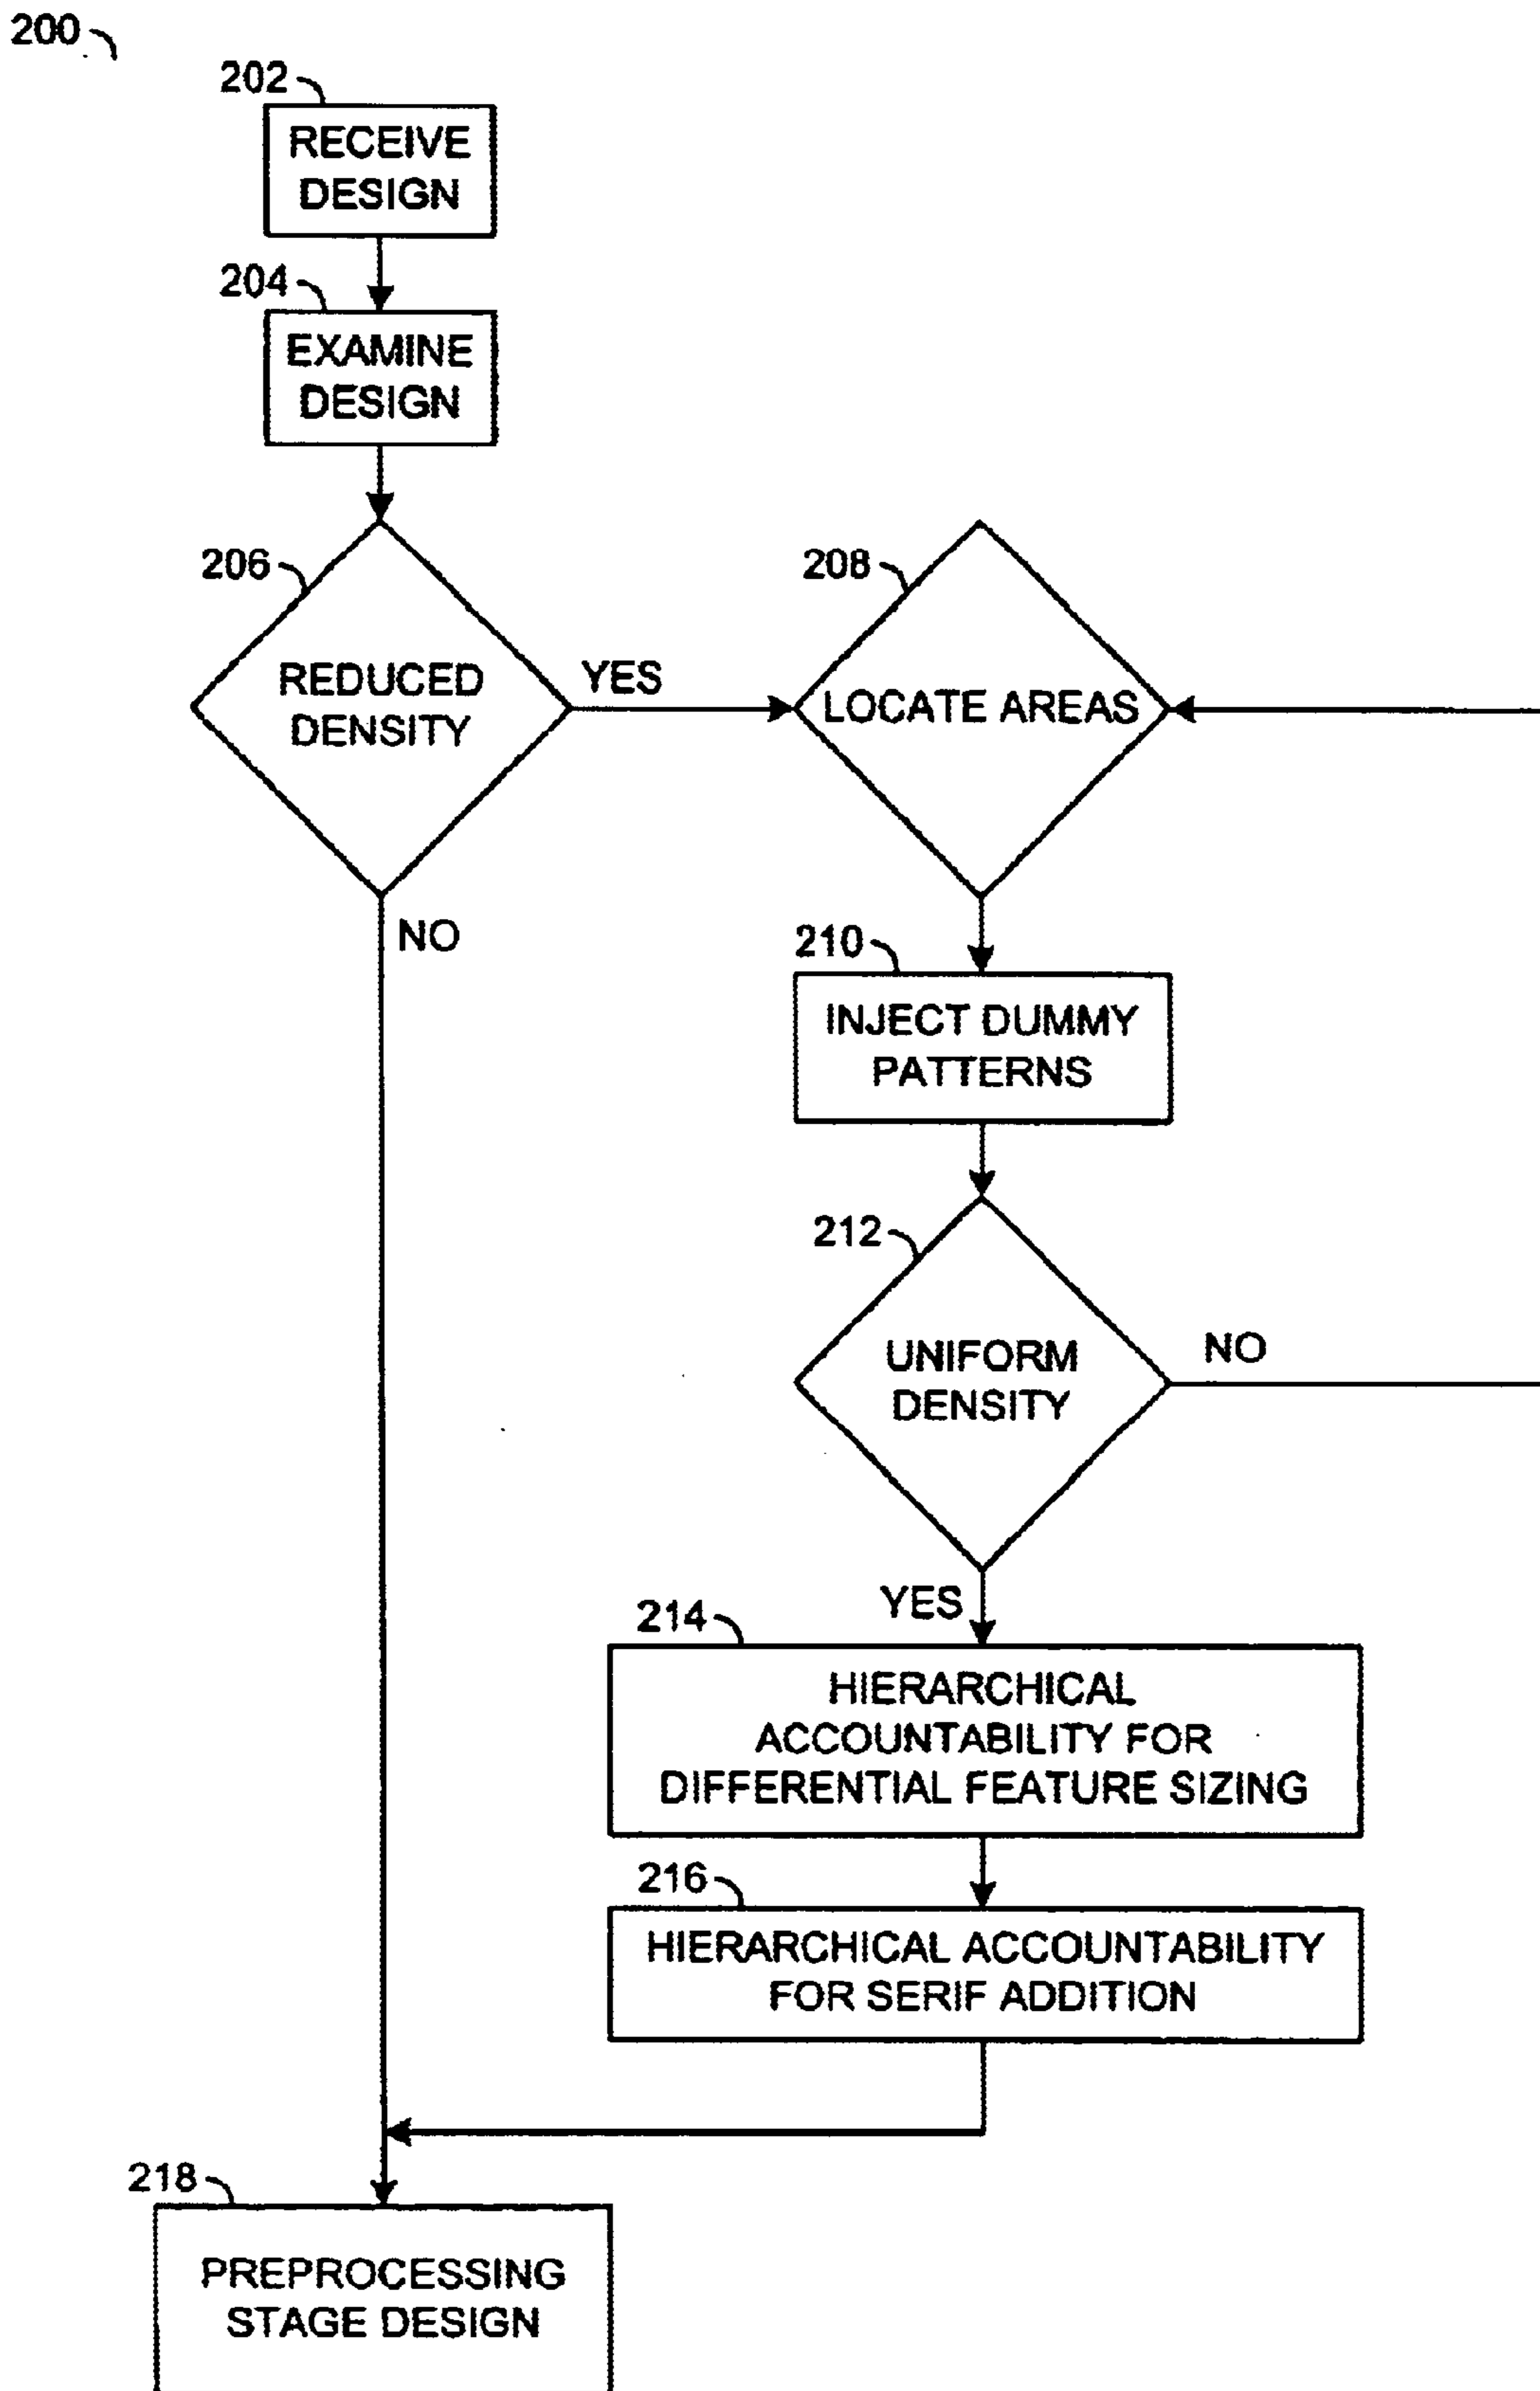 200
202
RECEIVE
DESIGN
204
EXAMINE
DESIGN
206
REDUCED
DENSITY
YES
NO
208
LOCATE AREAS
210
INJECT DUMMY
PATTERNS
212
UNIFORM
DENSITY
NO
YES
214
HIERARCHICAL
ACCOUNTABILITY FOR
DIFFERENTIAL FEATURE SIZING
216
HIERARCHICAL ACCOUNTABILITY
FOR SERIF ADDITION
218
PREPROCESSING
STAGE DESIGN